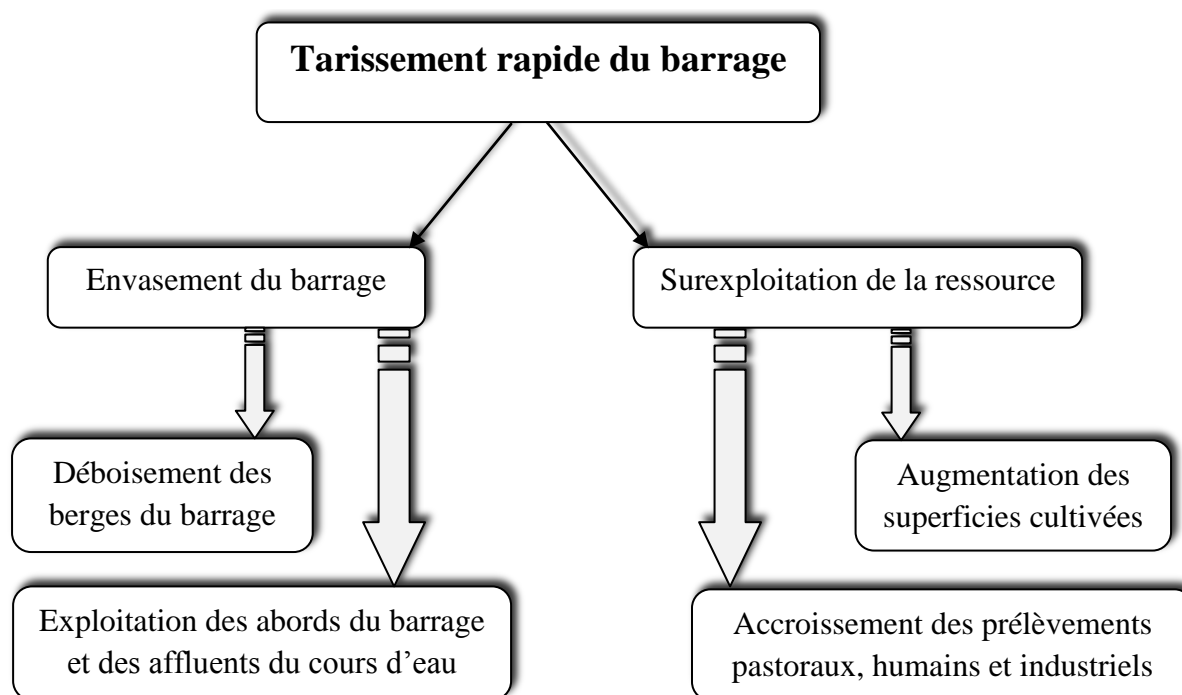 Tarissement rapide du barrage
Envasement du barrage
Surexploitation de la ressource
Déboisement des
berges du barrage
Augmentation des
superficies cultivées
Exploitation des abords du barrage
et des affluents du cours d’eau
Accroissement des prélèvements
pastoraux, humains et industriels